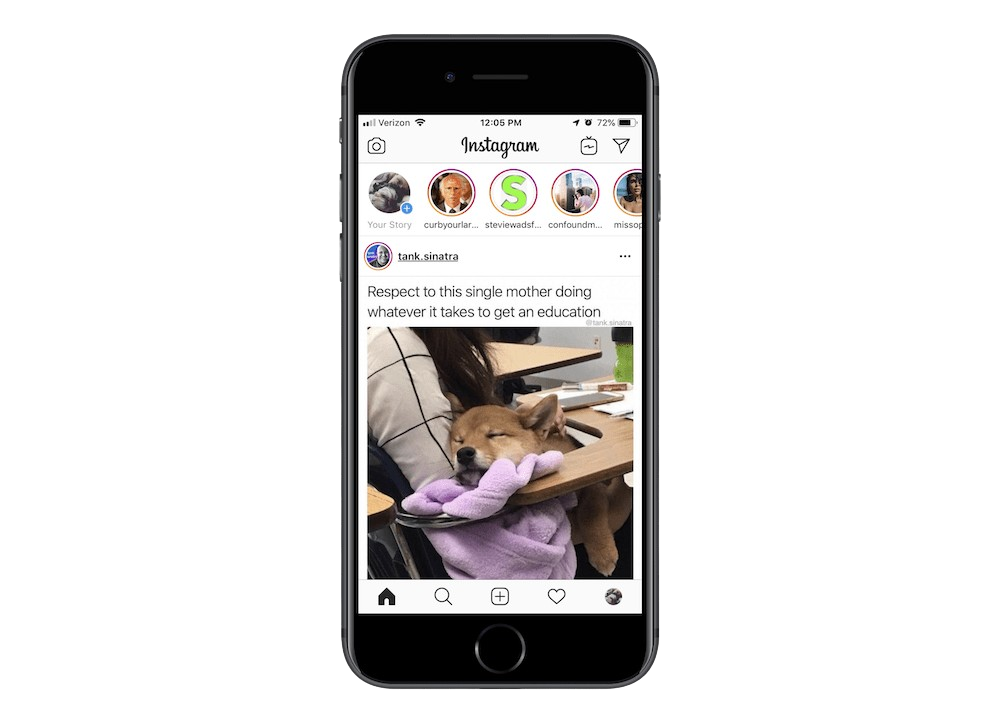 Verizon 12:05 PM 72%
Instagram
Your Story curbyourlar... steviewadsf... confoundm... missop
tank.sinatra
Respect to this single mother doing
whatever it takes to get an education
@tank.sinatra